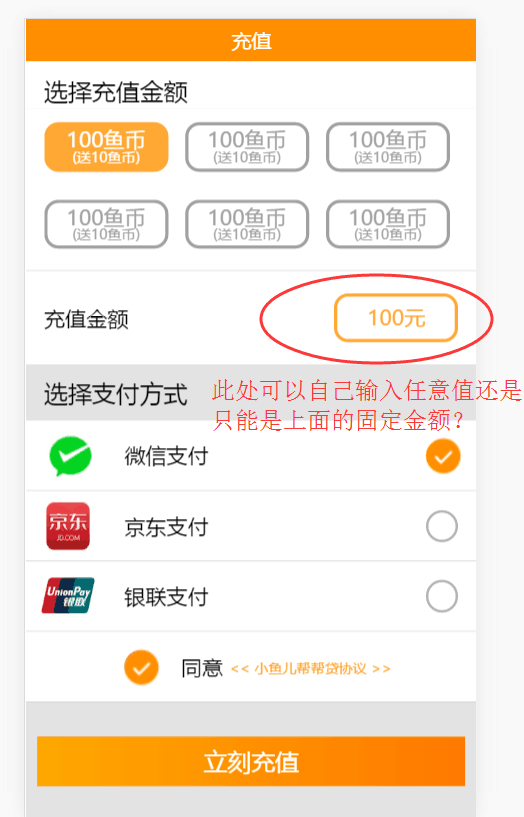 充值
选择充值金额
100鱼币 100鱼币 100鱼币
(送10鱼币) (送10鱼币) (送10鱼币)
100鱼币 100鱼币 100鱼币
(送10鱼币) (送10鱼币) (送10鱼币)
充值金额 100元
选择支付方式 此处可以自己输入任意值还是
只能是上面的固定金额？
微信支付
京东
JD.COM
京东支付
UnionPay
银联
银联支付
同意 << 小鱼儿帮帮贷协议 >>
立刻充值